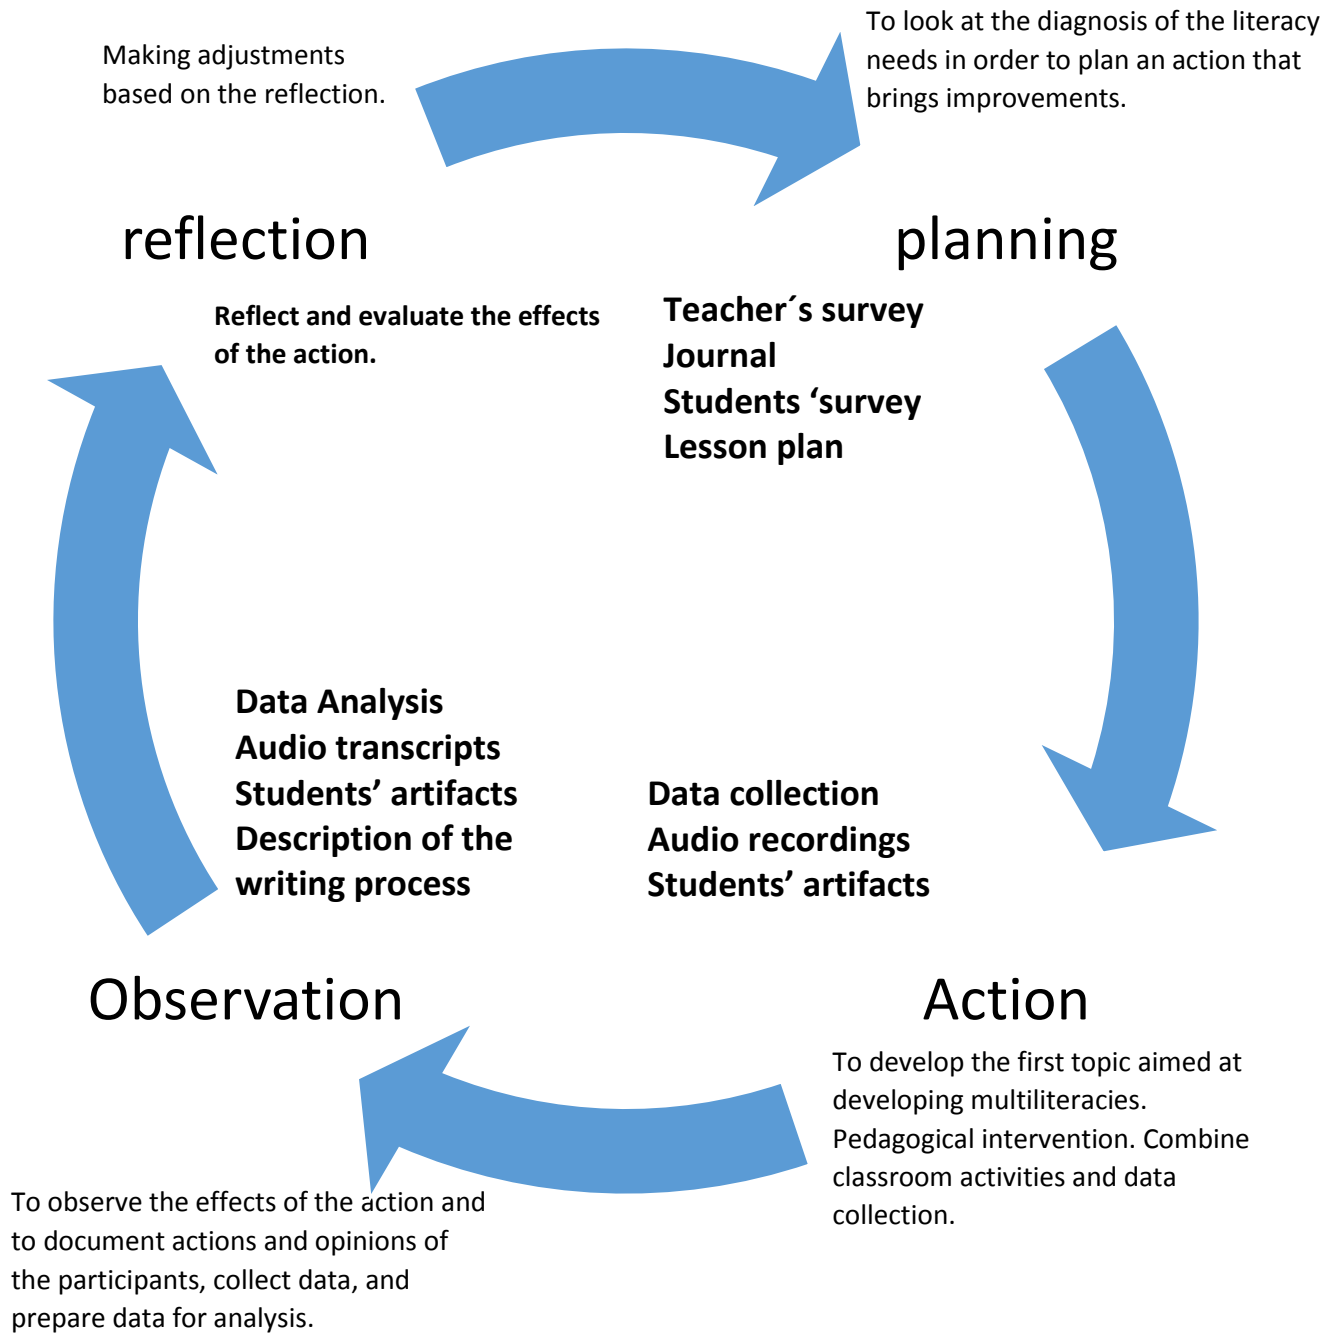 Making adjustments
based on the reflection.
To look at the diagnosis of the literacy
needs in order to plan an action that
brings improvements.
reflection
planning
Reflect and evaluate the effects
of the action.
Teacher´s survey
Journal
Students ‘survey
Lesson plan
Data Analysis
Audio transcripts
Students’ artifacts
Description of the
writing process
Data collection
Audio recordings
Students’ artifacts
Observation
Action
To develop the first topic aimed at
developing multiliteracies.
Pedagogical intervention. Combine
classroom activities and data
collection.
To observe the effects of the action and
to document actions and opinions of
the participants, collect data, and
prepare data for analysis.